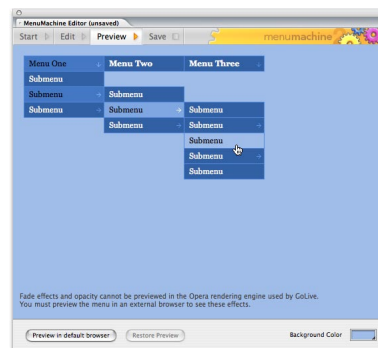 MenuMachine Editor (unsaved)
Start Edit Preview Save menumachine
Menu One Menu Two Menu Three
Submenu
Submenu Submenu
Submenu Submenu Submenu
Submenu Submenu
Submenu
Submenu
Submenu
Fade effects and opacity cannot be previewed in the Opera rendering engine used by GoLive.
You must preview the menu in an external browser to see these effects.
Preview in default browser Restore Preview Background Color